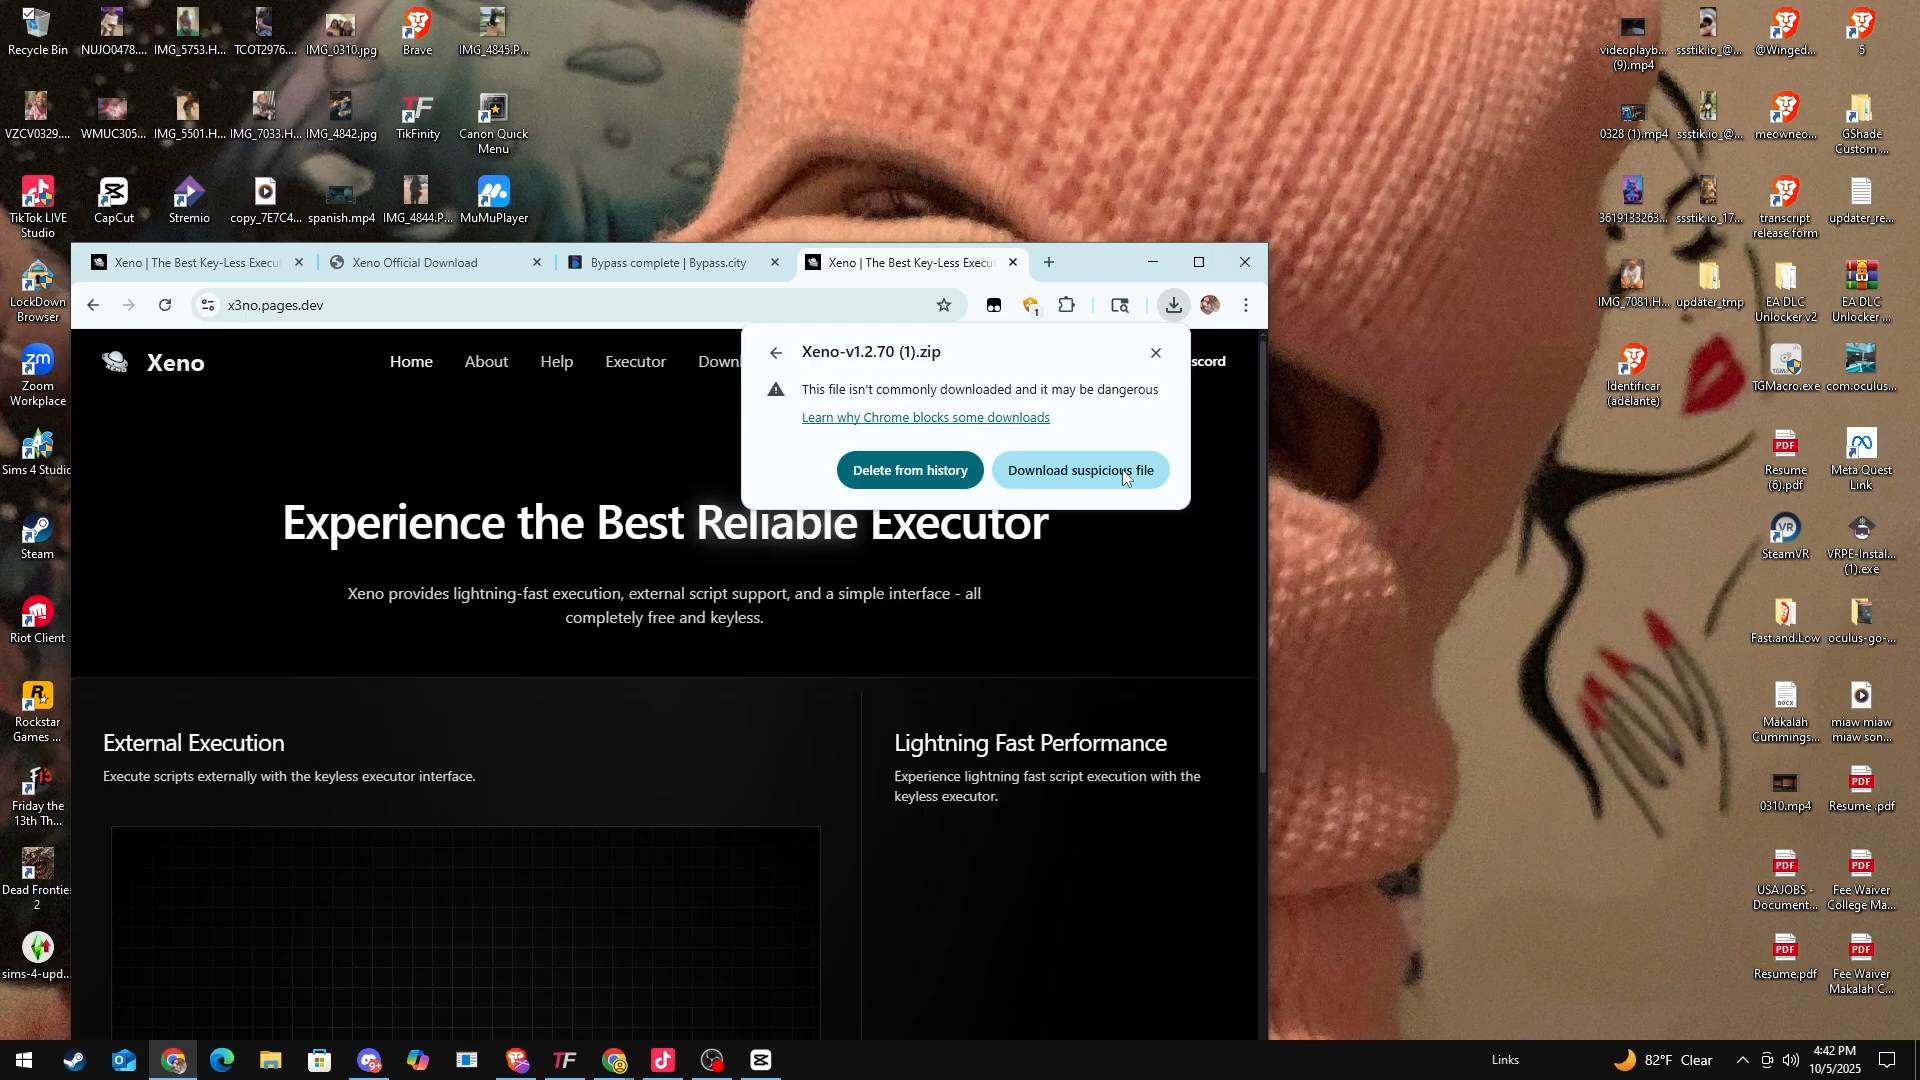 Recycle Bin
NUJO0478....
IMG_5753.H...
TCOT2976....
IMG_0310.jpg
Brave
IMG_4845.P...
VZCV0329....
WMUC305...
IMG_5501.H...
IMG_7033.H...
IMG_4842.jpg
TikFinity
Canon Quick
Menu
TikTok LIVE
Studio
CapCut
Stremio
copy_7E7C4...
spanish.mp4
IMG_4844.P...
MuMuPlayer
LockDown
Browser
Zoom
Workplace
Sims 4 Studio
Steam
Riot Client
Rockstar
Games ...
Friday the
13th Th...
Dead Frontier
2
sims-4-upd...
videoplayb...
(9).mp4
ssstik.io_@...
@Winged...
5
0328 (1).mp4
ssstik.io_@...
meowneo...
GShade
Custom ...
3619133263...
ssstik.io_17...
transcript
release form
updater_re...
IMG_7081.H...
updater_tmp
EA DLC
Unlocker v2
EA DLC
Unlocker ...
Identificar
(adelante)
TGMacro.exe
com.oculus...
Resume
(6).pdf
Meta Quest
Link
SteamVR
VRPE-Instal...
(1).exe
Fast.and.Low
oculus-go-...
Makalah
Cummings...
miaw miaw
miaw son...
0310.mp4
Resume .pdf
USAJOBS -
Document...
Fee Waiver
College Ma...
Resume.pdf
Fee Waiver
Makalah C...
Xeno | The Best Key-Less Execut
Xeno Official Download
Bypass complete | Bypass.city
Xeno | The Best Key-Less Execut
x3no.pages.dev
1
Xeno
Home
About
Help
Executor
Downl
scord
Xeno-v1.2.70 (1).zip
This file isn't commonly downloaded and it may be dangerous
Learn why Chrome blocks some downloads
Delete from history
Download suspicious file
Experience the Best Reliable Executor
Xeno provides lightning-fast execution, external script support, and a simple interface - all
completely free and keyless.
External Execution
Execute scripts externally with the keyless executor interface.
Lightning Fast Performance
Experience lightning fast script execution with the
keyless executor.
9+
Links
82°F Clear
4:42 PM
10/5/2025